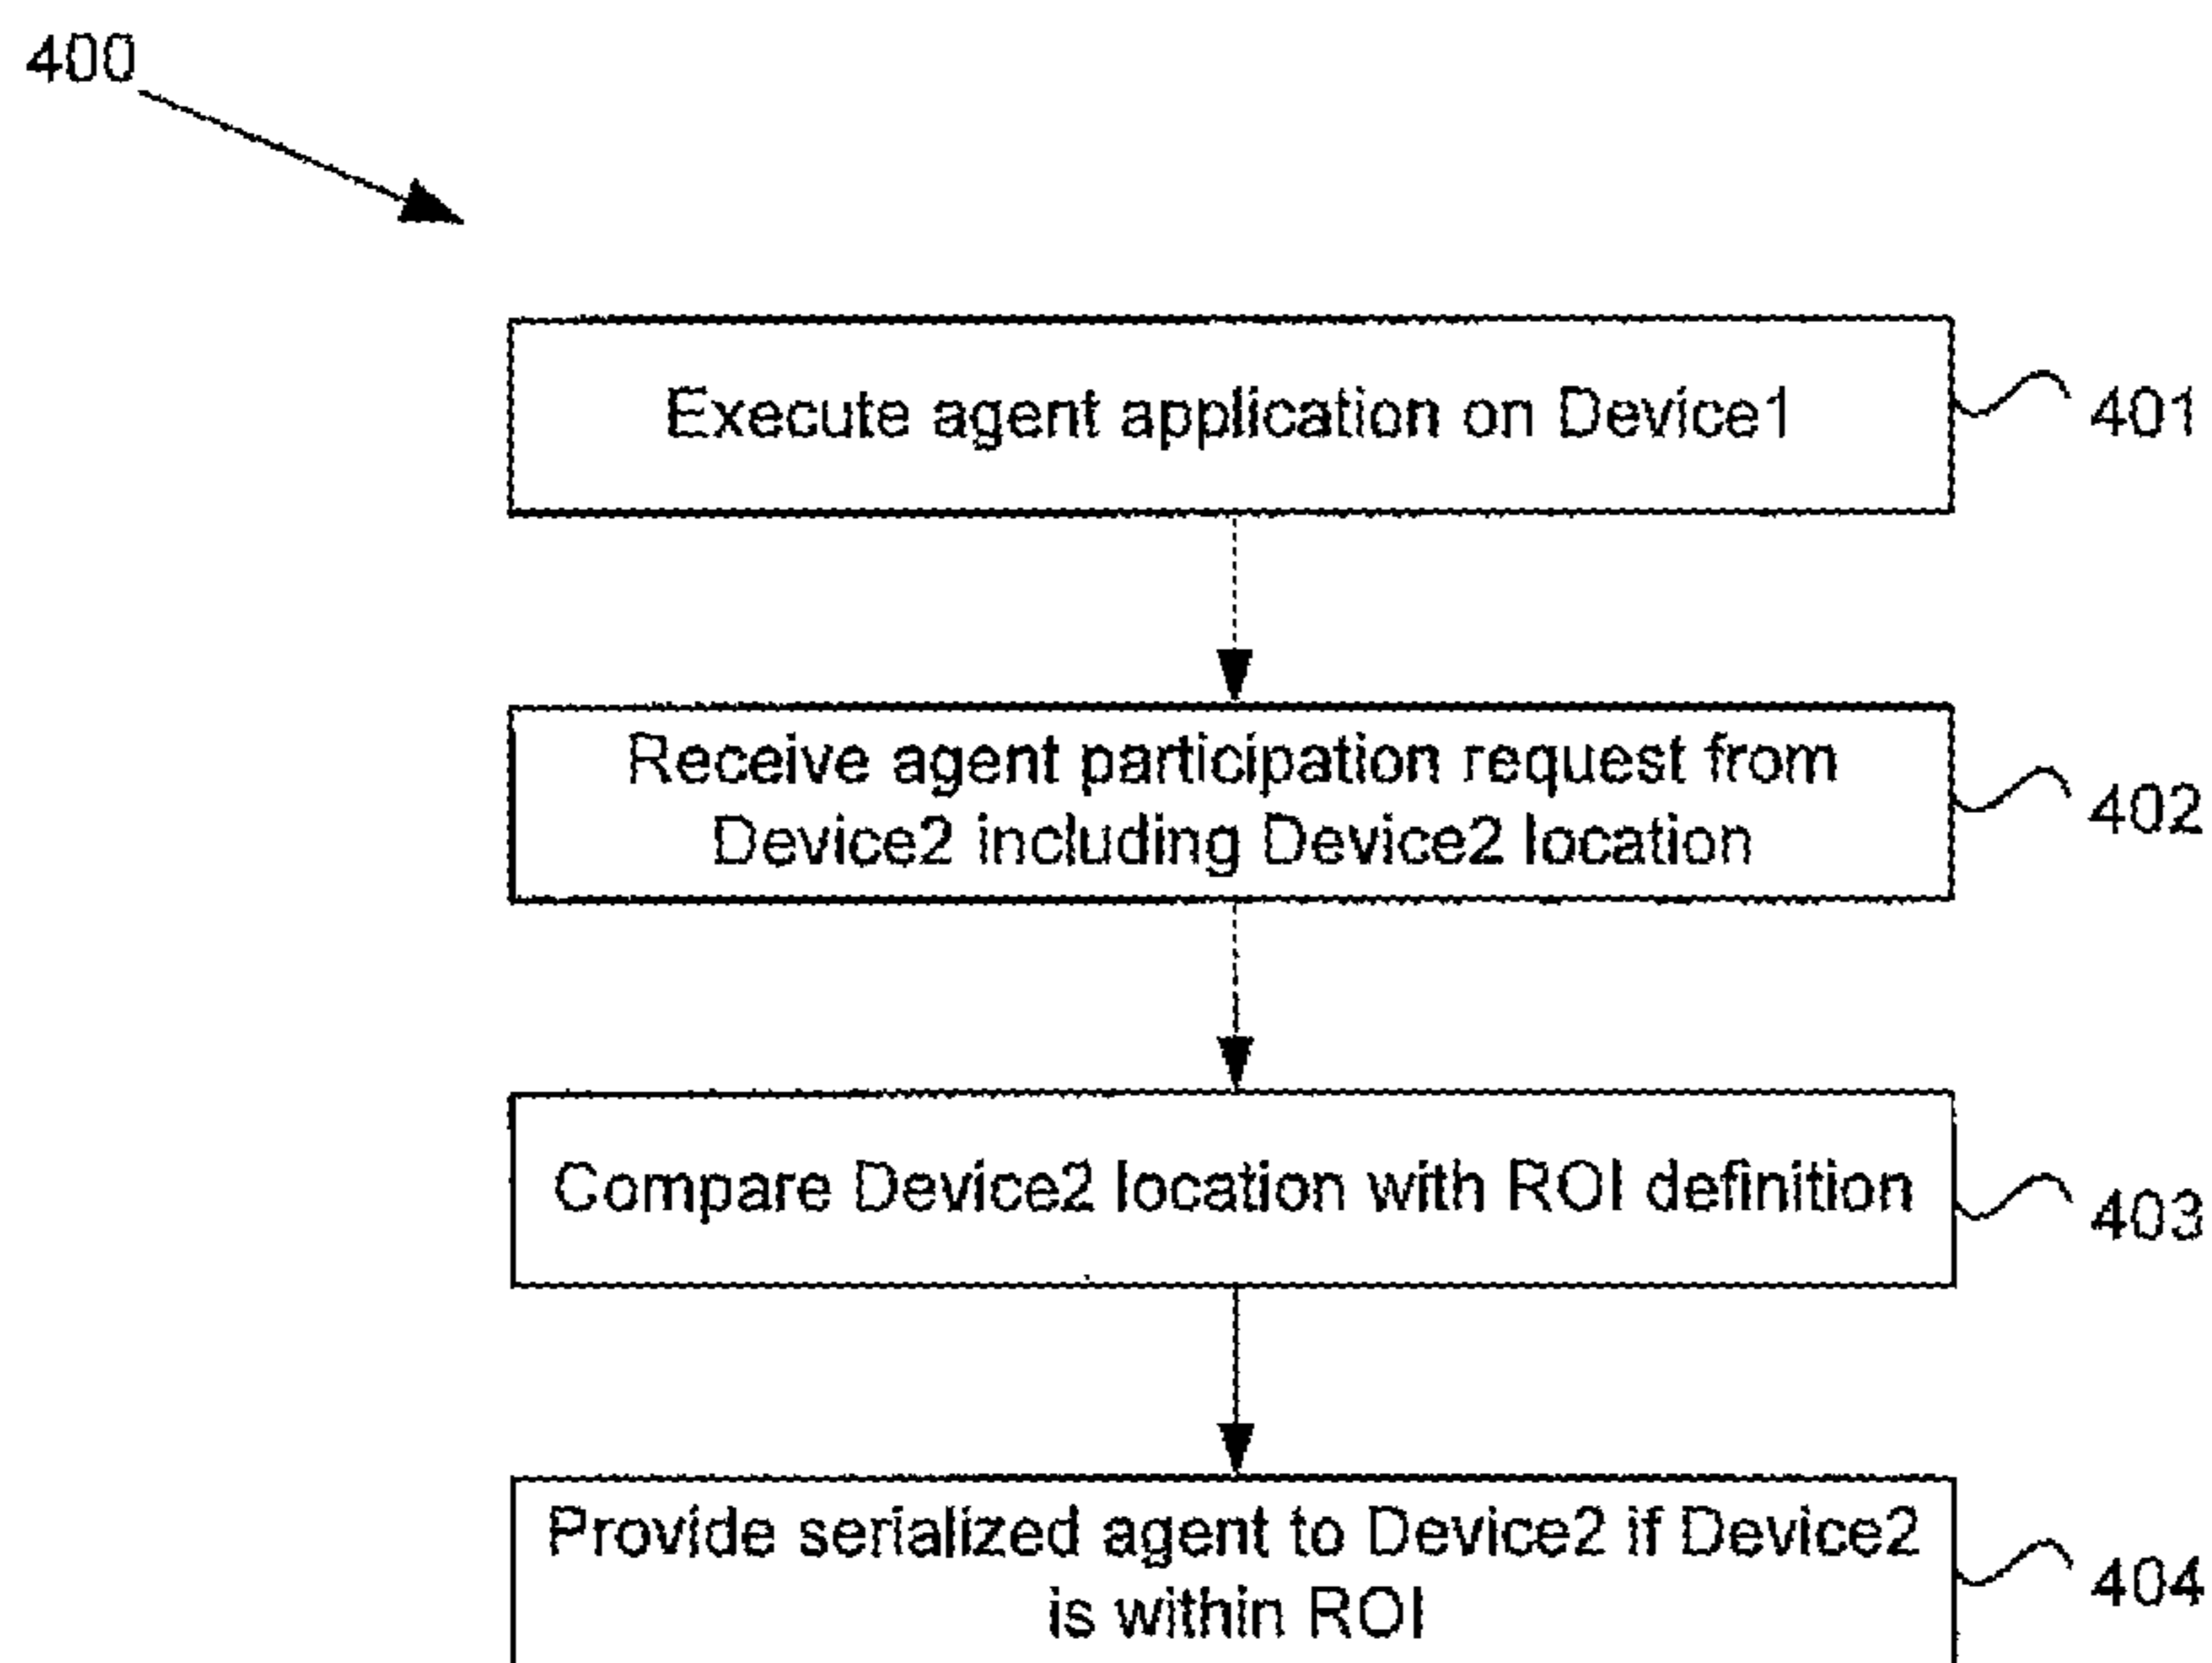 400
Execute agent application on Device1
401
Receive agent participation request from
Device2 including Device2 location
402
Compare Device2 location with ROI definition
403
Provide serialized agent to Device2 if Device2
is within ROI
404